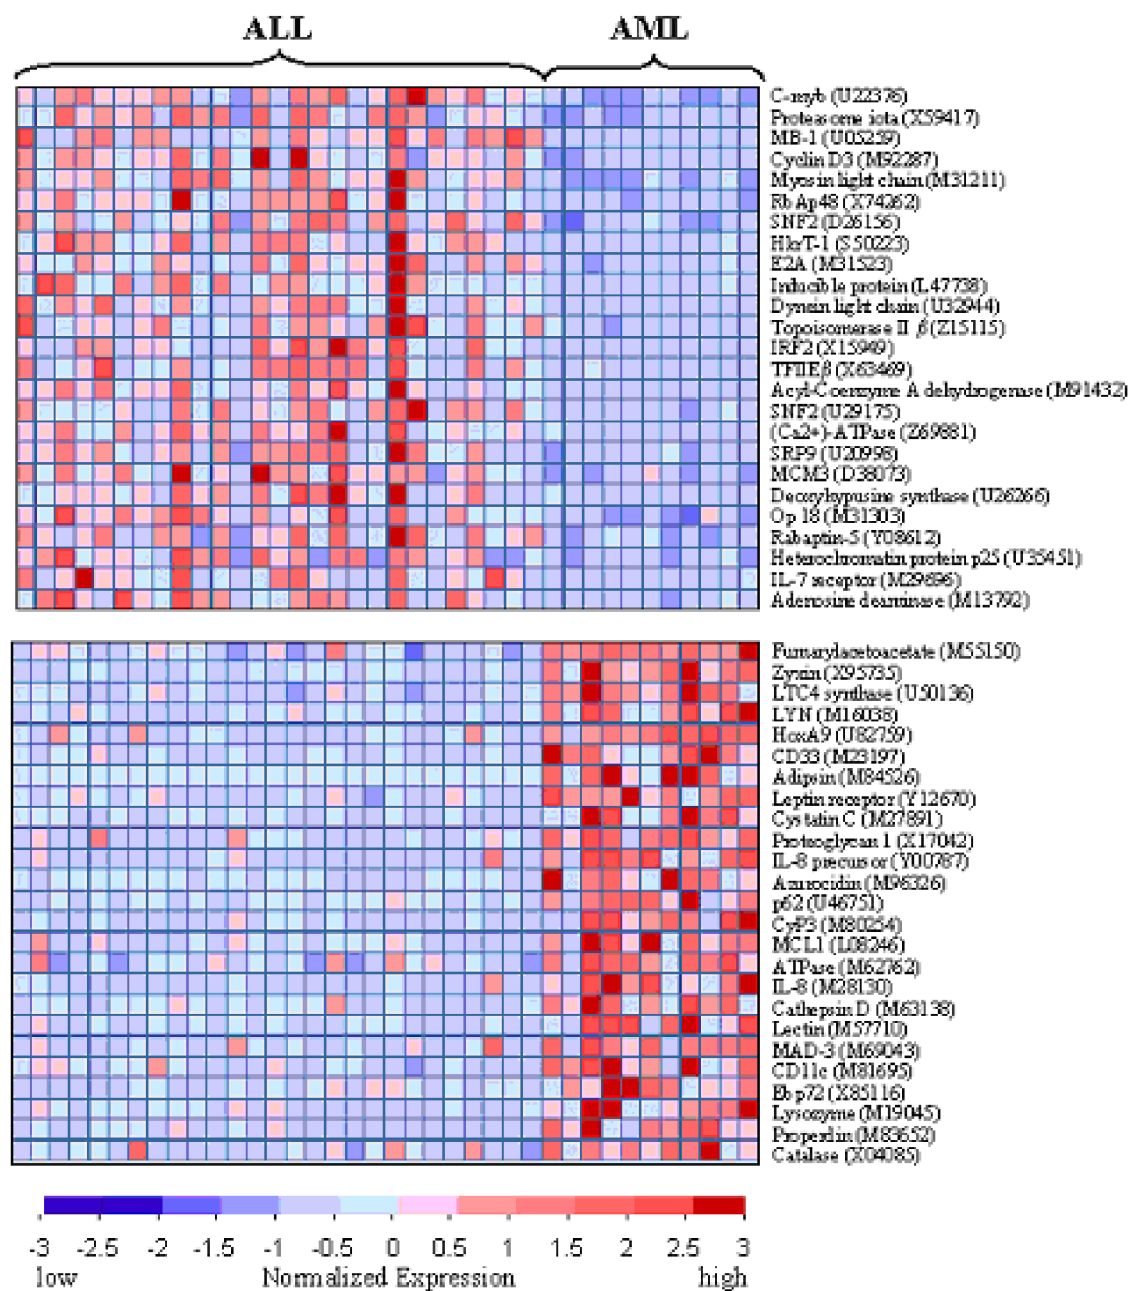 ALL AML
C-myb (U22376)
Proteasome iota (X59417)
MB-1 (U05259)
Cyclin D3 (M92287)
Myosin light chain (M31211)
RbAp48 (X74262)
SNF2 (D26156)
HkrT-1 (S50223)
E2A (M31523)
Inducible protein (L47738)
Dynein light chain (U32944)
Topoisomerase II β (Z15115)
IRF2 (X15949)
TFIIEβ (X63469)
Acyl-Coenzyme A dehydrogenase (M91432)
SNF2 (U29175)
(Ca2+)-ATPase (Z69881)
SRP9 (U20998)
MCM3 (D38073)
Deoxyhypusine synthase (U26266)
Op 18 (M31303)
Rabaptin-5 (Y08612)
Heterochromatin protein p25 (U35451)
IL-7 receptor (M29696)
Adenosine deaminase (M13792)
Fumarylacetoacetate (M55150)
Zyxin (X95735)
LTC4 synthase (U50136)
LYN (M16038)
HoxA9 (U82759)
CD33 (M23197)
Adipsin (M84526)
Leptin receptor (Y12670)
Cystatin C (M27891)
Proteoglycan 1 (X17042)
IL-8 precursor (Y00787)
Azurocidin (M96326)
p62 (U46751)
CyP3 (M80254)
MCL1 (L08246)
ATPase (M62762)
IL-8 (M28130)
Cathepsin D (M63138)
Lectin (M57710)
MAD-3 (M69043)
CD11c (M81695)
Ebp72 (X85116)
Lysozyme (M19045)
Properdin (M83652)
Catalase (X04085)
-3 -2.5 -2 -1.5 -1 -0.5 0 0.5 1 1.5 2 2.5 3
low Normalized Expression high